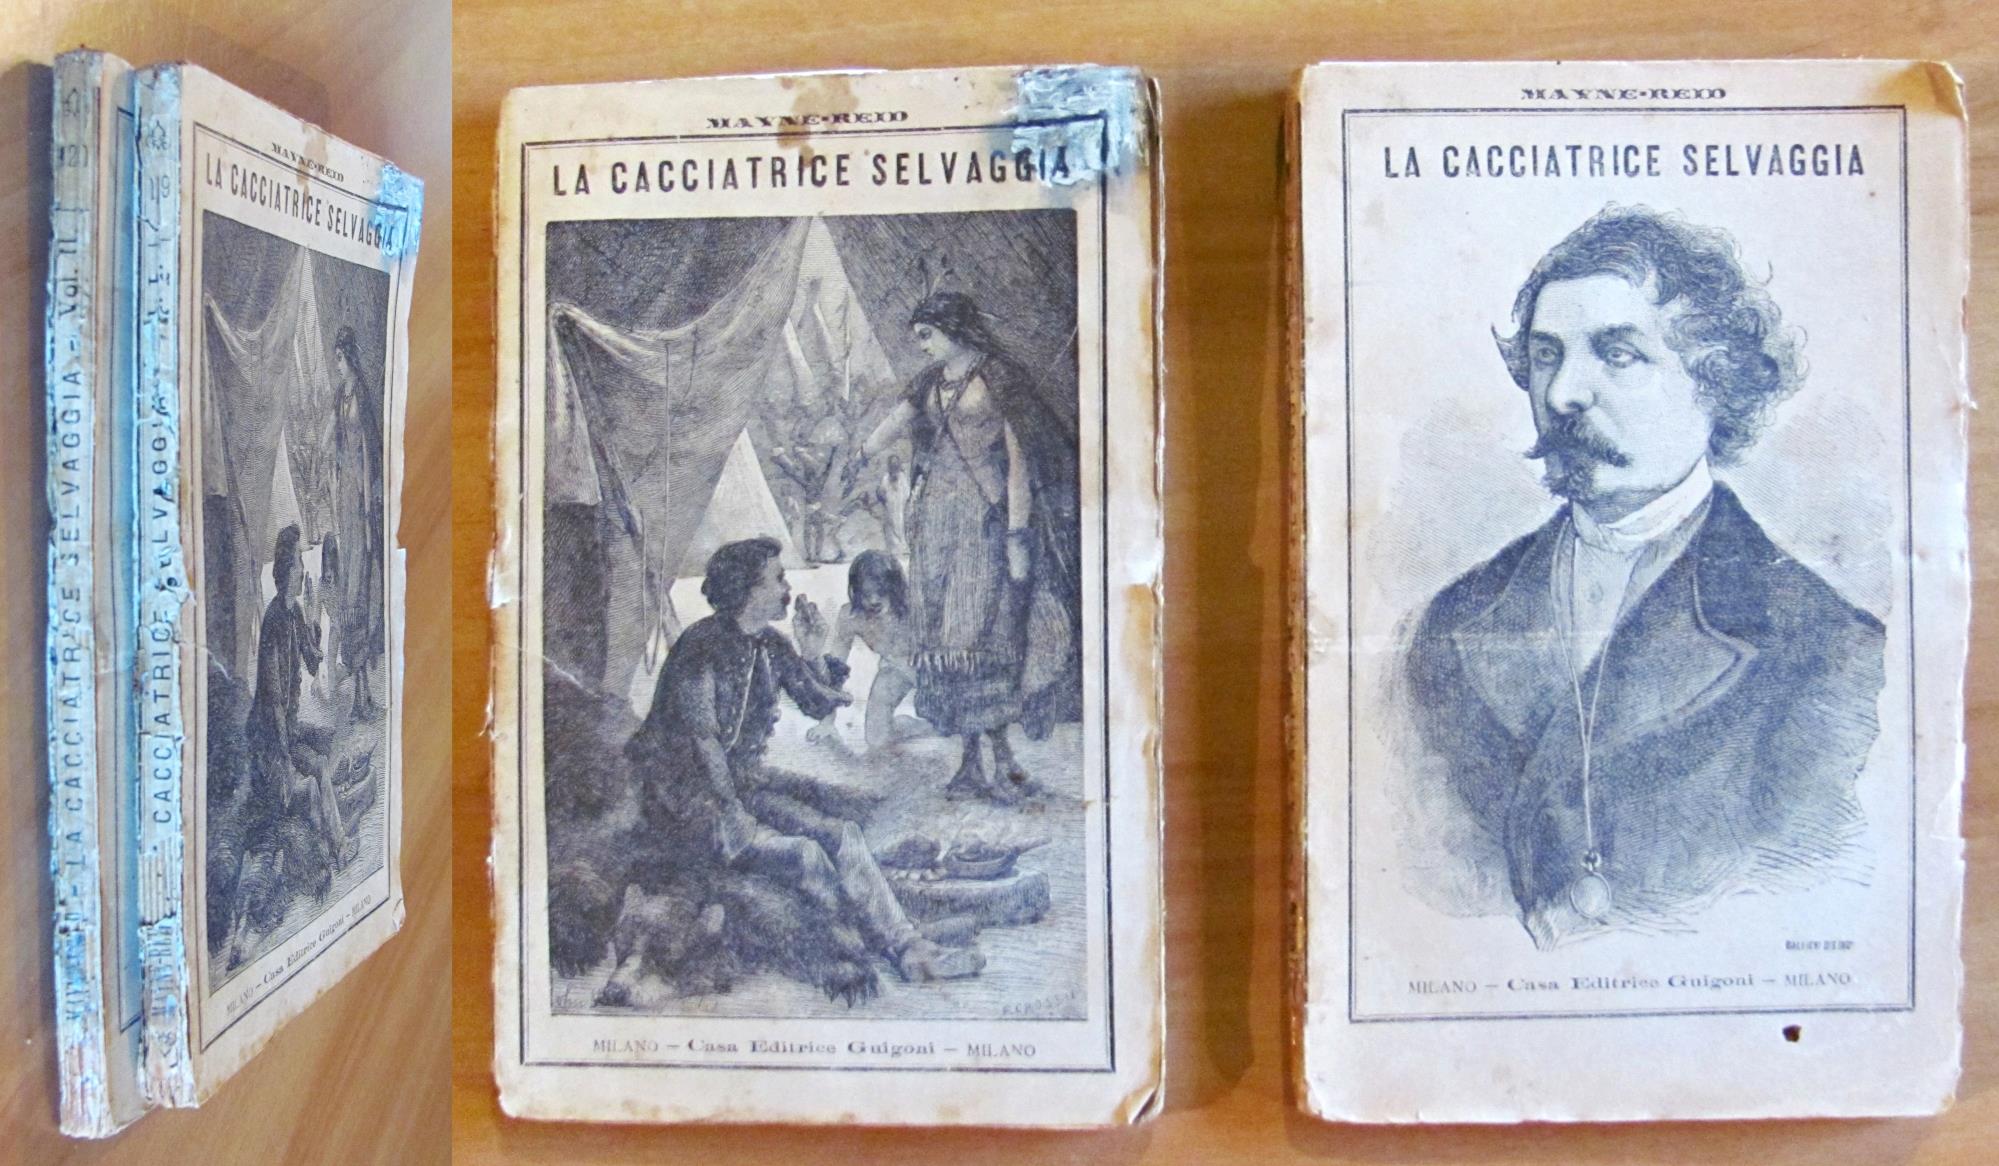 LA CACCIATRICE SELVAGGIA - Vol. II
CACCIATRICE SELVAGGIA
MAYNE-REID
LA CACCIATRICE SELVAGGIA
MILANO — Casa Editrice Guigoni — MILANO
MAYNE-REID
LA CACCIATRICE SELVAGGIA
MILANO — Casa Editrice Guigoni — MILANO
MAYNE-REID
LA CACCIATRICE SELVAGGIA
MILANO — Casa Editrice Guigoni — MILANO